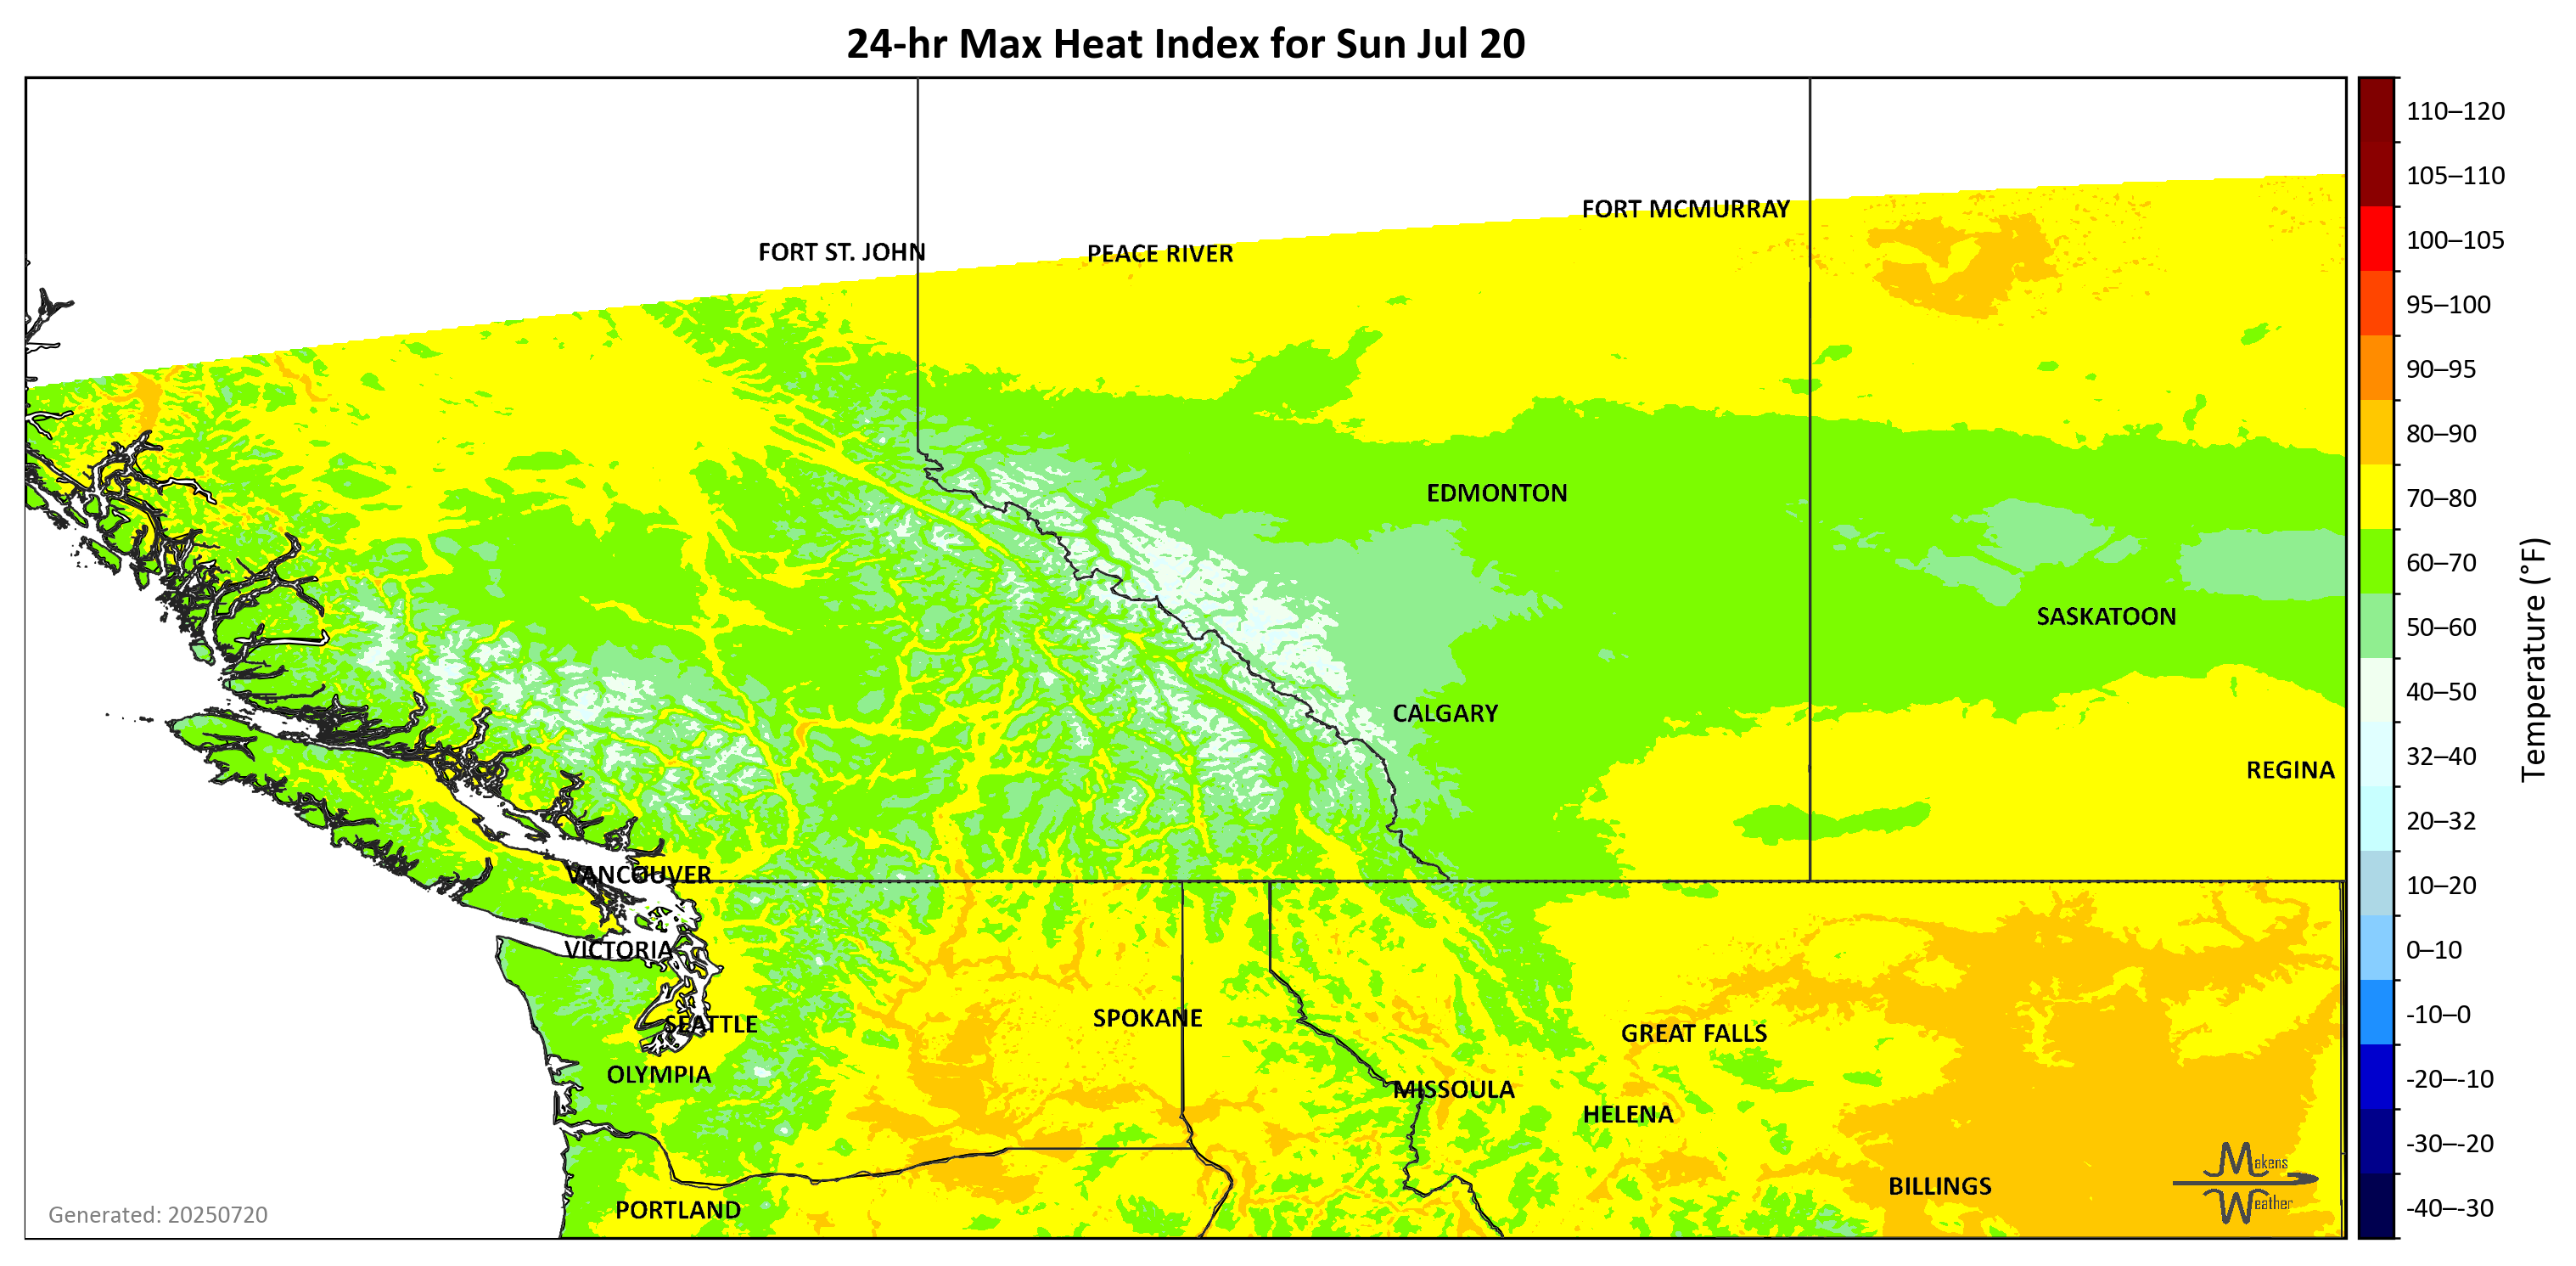 24-hr Max Heat Index for Sun Jul 20
110–120
105–110
100–105
95–100
90–95
80–90
70–80
60–70
50–60
40–50
32–40
20–32
10–20
0–10
-10–0
-20–-10
-30–-20
-40–-30
Temperature (°F)
FORT MCMURRAY
FORT ST. JOHN
PEACE RIVER
EDMONTON
SASKATOON
CALGARY
REGINA
VANCOUVER
VICTORIA
SEATTLE
SPOKANE
GREAT FALLS
OLYMPIA
MISSOULA
HELENA
BILLINGS
PORTLAND
Makens
Weather
Generated: 20250720